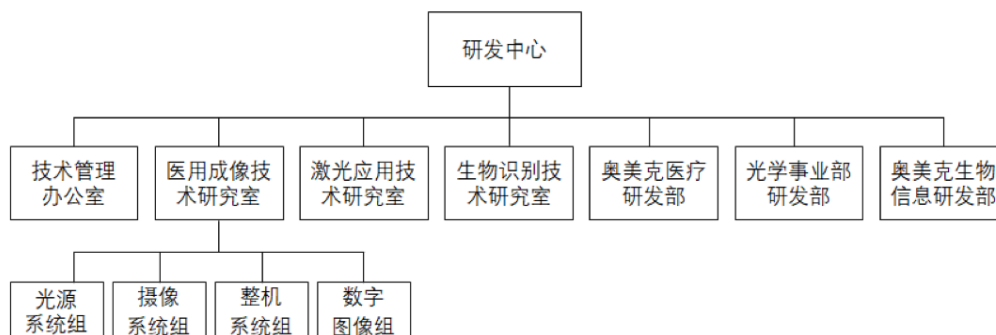 研发中心
技术管理
办公室
医用成像技
术研究室
激光应用技
术研究室
生物识别技
术研究室
奥美克医疗
研发部
光学事业部
研发部
奥美克生物
信息研发部
光源
系统组
摄像
系统组
整机
系统组
数字
图像组